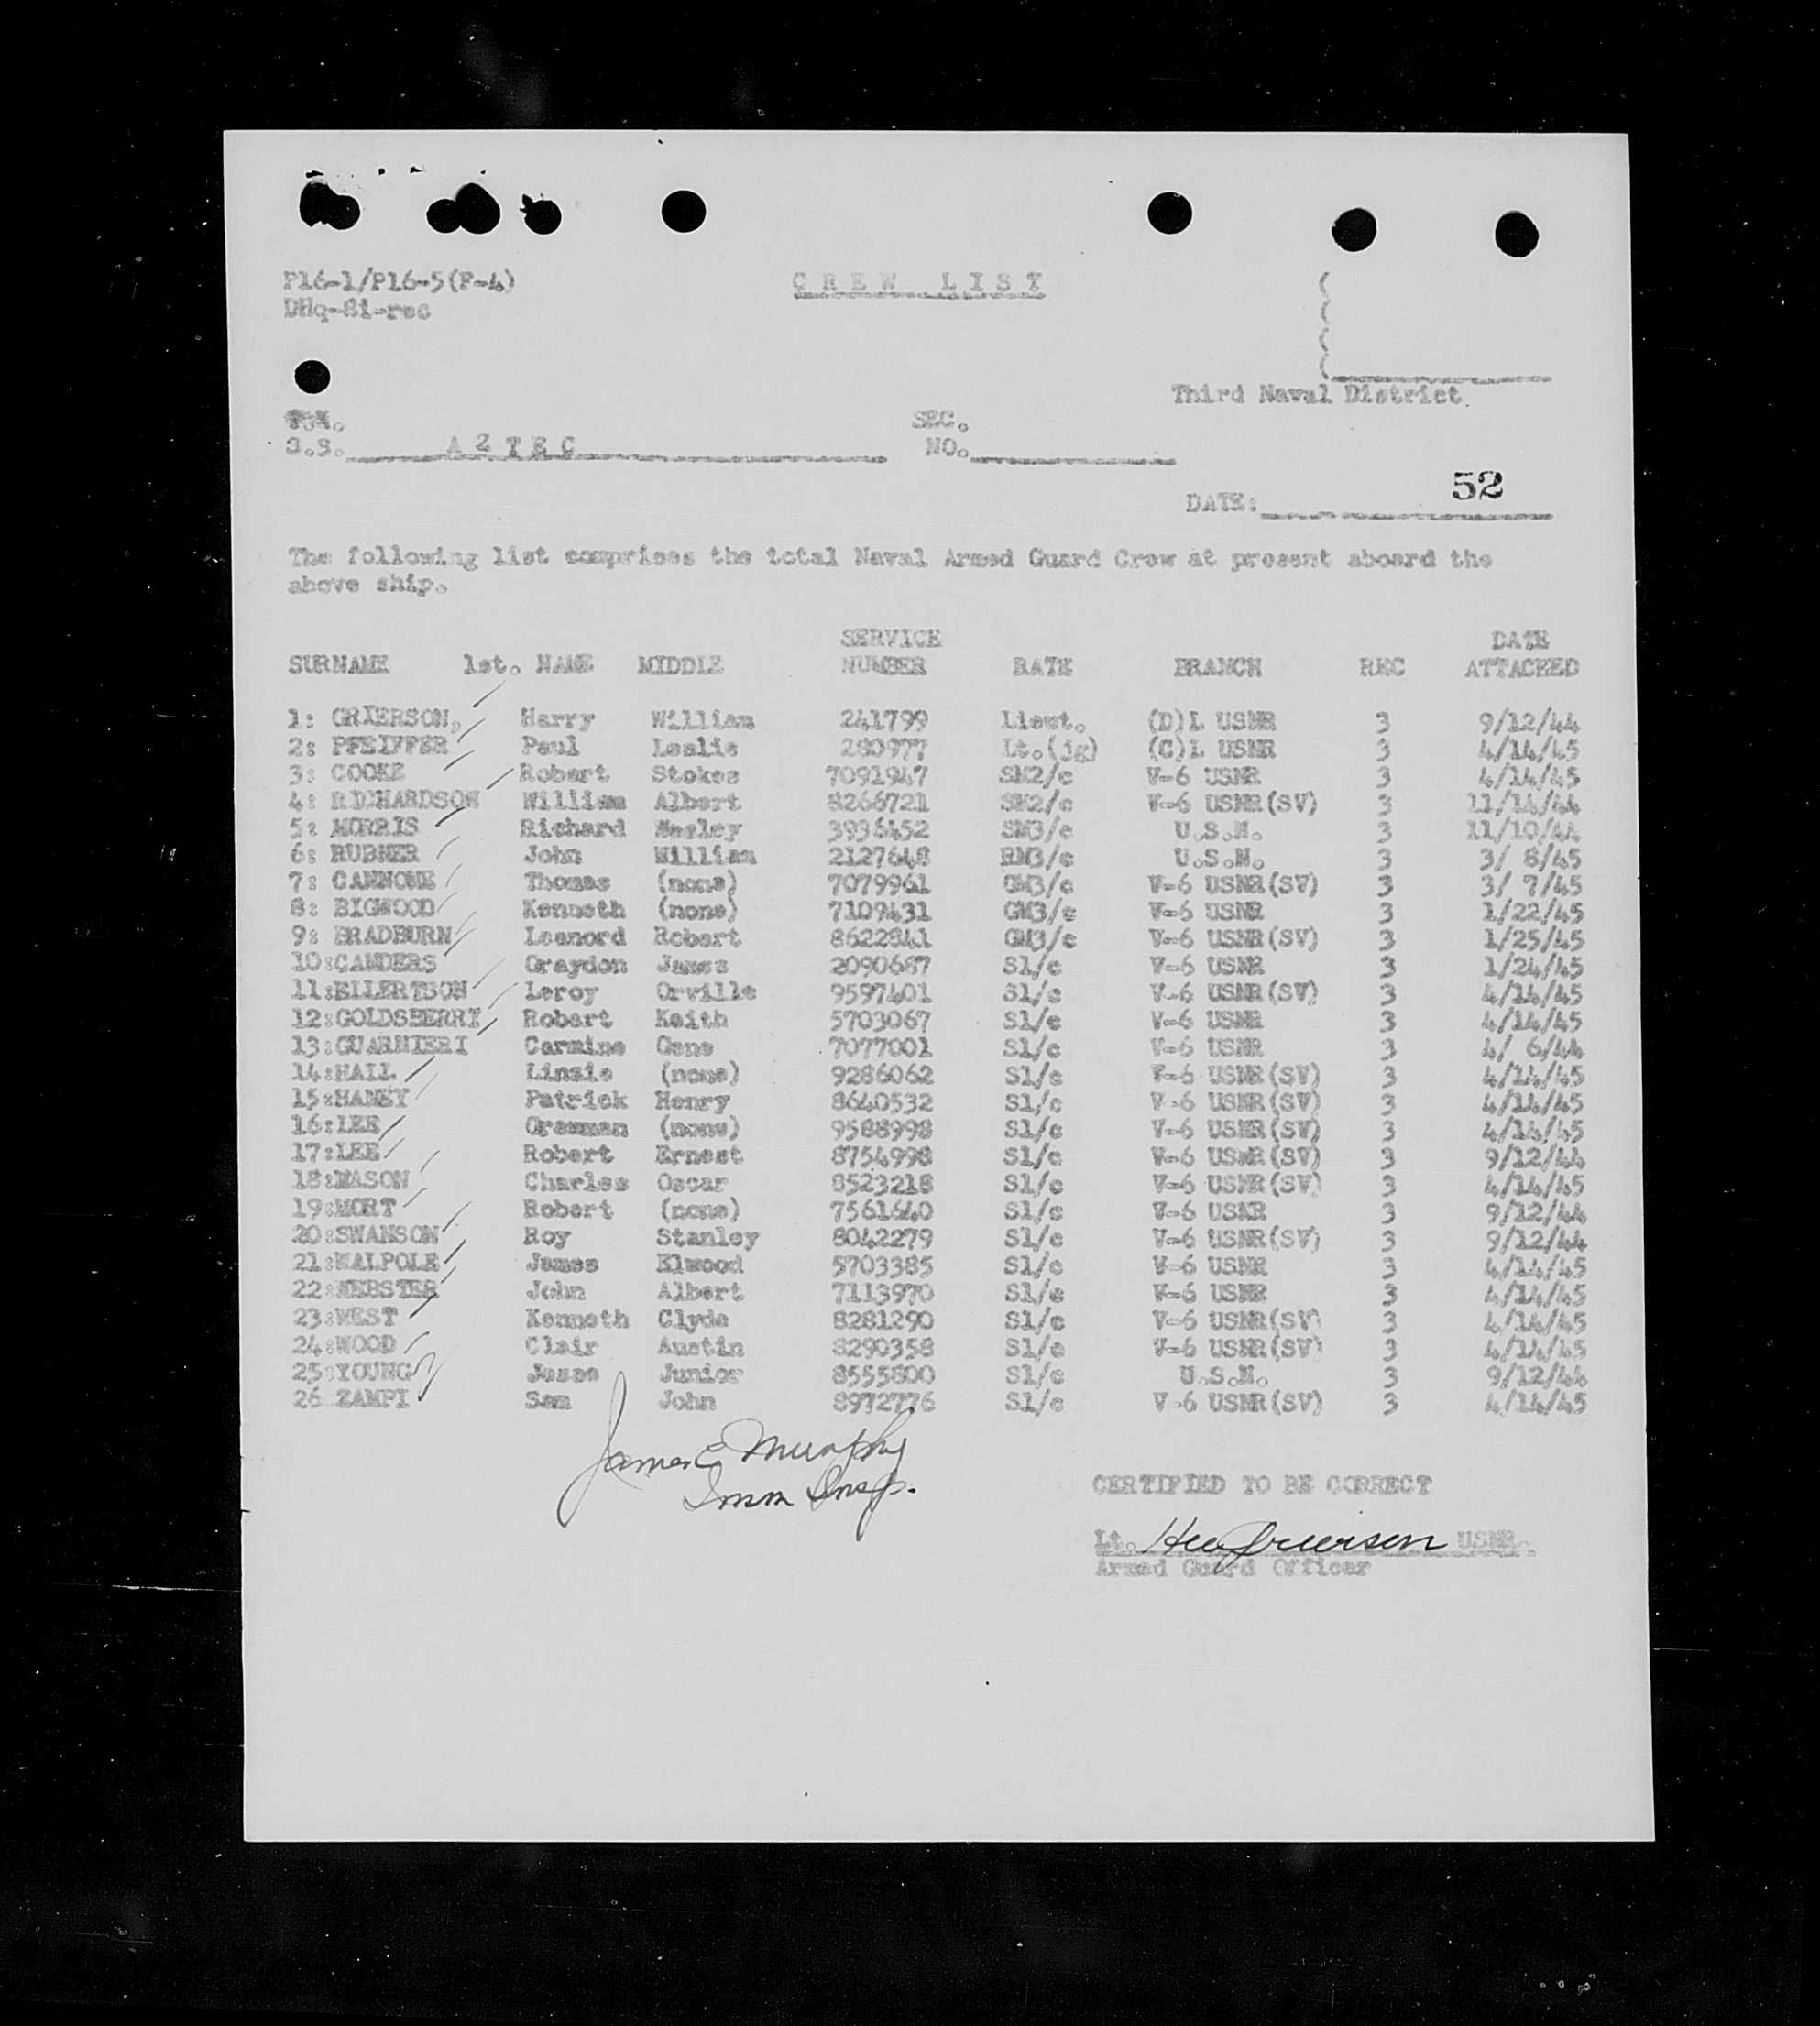 P16-1/P16-5(F-4)
DHq-81-rec
CREW LIST
Third Naval District
SEC.
S.S. AZTEC NO.
52
DATE:
The following list comprises the total Naval Armed Guard Crew at present aboard the
above ship.
SERVICE DATE
SURNAME 1st. NAME MIDDLE NUMBER RATE BRANCH REC ATTACHED
1: GRIERSON, Harry William 241799 Lieut. (D)L USNR 3 9/12/44
2: PFEIFFER Paul Leslie 280977 Lt.(jg) (C)L USNR 3 4/14/45
3: COOKE Robert Stokes 7091947 SM2/c V-6 USNR 3 4/14/45
4: RICHARDSON William Albert 8266721 SM2/c V-6 USNR(SV) 3 11/14/44
5: MORRIS Richard Wesley 3936452 SM3/c U.S.N. 3 11/10/44
6: RUBNER John William 2127648 RM3/c U.S.N. 3 3/ 8/45
7: CANNONE Thomas (none) 7079961 GM3/c V-6 USNR(SV) 3 3/ 7/45
8: BIGWOOD Kenneth (none) 7109431 GM3/c V-6 USNR 3 1/22/45
9: BRADBURN Leonord Robert 8622841 GM3/c V-6 USNR(SV) 3 1/25/45
10:CANDERS Graydon James 2090687 S1/c V-6 USNR 3 1/24/45
11:ELLERTSON Leroy Orville 9597401 S1/c V-6 USNR(SV) 3 4/14/45
12:GOLDSBERRY Robert Keith 5703067 S1/c V-6 USNR 3 4/14/45
13:GUARNIERI Carmine Gene 7077001 S1/c V-6 USNR 3 4/ 6/44
14:HALL Linzie (none) 9286062 S1/c V-6 USNR(SV) 3 4/14/45
15:HANEY Patrick Henry 8640532 S1/c V-6 USNR(SV) 3 4/14/45
16:LEE (none) 9588998 S1/c V-6 USNR(SV) 3 4/14/45
17:LEE Robert Ernest 8754998 S1/c V-6 USNR(SV) 3 9/12/44
18:MASON Charles Oscar 8523218 S1/c V-6 USNR(SV) 3 4/14/45
19:MORT Robert (none) 7561640 S1/c V-6 USNR 3 9/12/44
20:SWANSON Roy Stanley 8042279 S1/c V-6 USNR(SV) 3 9/12/44
21:WALPOLE James Elwood 5703385 S1/c V-6 USNR 3 4/14/45
22:WEBSTER John Albert 7113970 S1/c V-6 USNR 3 4/14/45
23:WEST Kenneth Clyde 8281290 S1/c V-6 USNR(SV) 3 4/14/45
24:WOOD Clair Austin 8290358 S1/c V-6 USNR(SV) 3 4/14/45
25:YOUNG Jesse Junior 8555800 S1/c U.S.N. 3 9/12/44
26 ZAMPI Sam John 8972776 S1/c V-6 USNR(SV) 3 4/14/45
James E Murphy
Imm Insp.
CERTIFIED TO BE CORRECT
Lt. HWGrierson USNR.
Armed Guard Officer